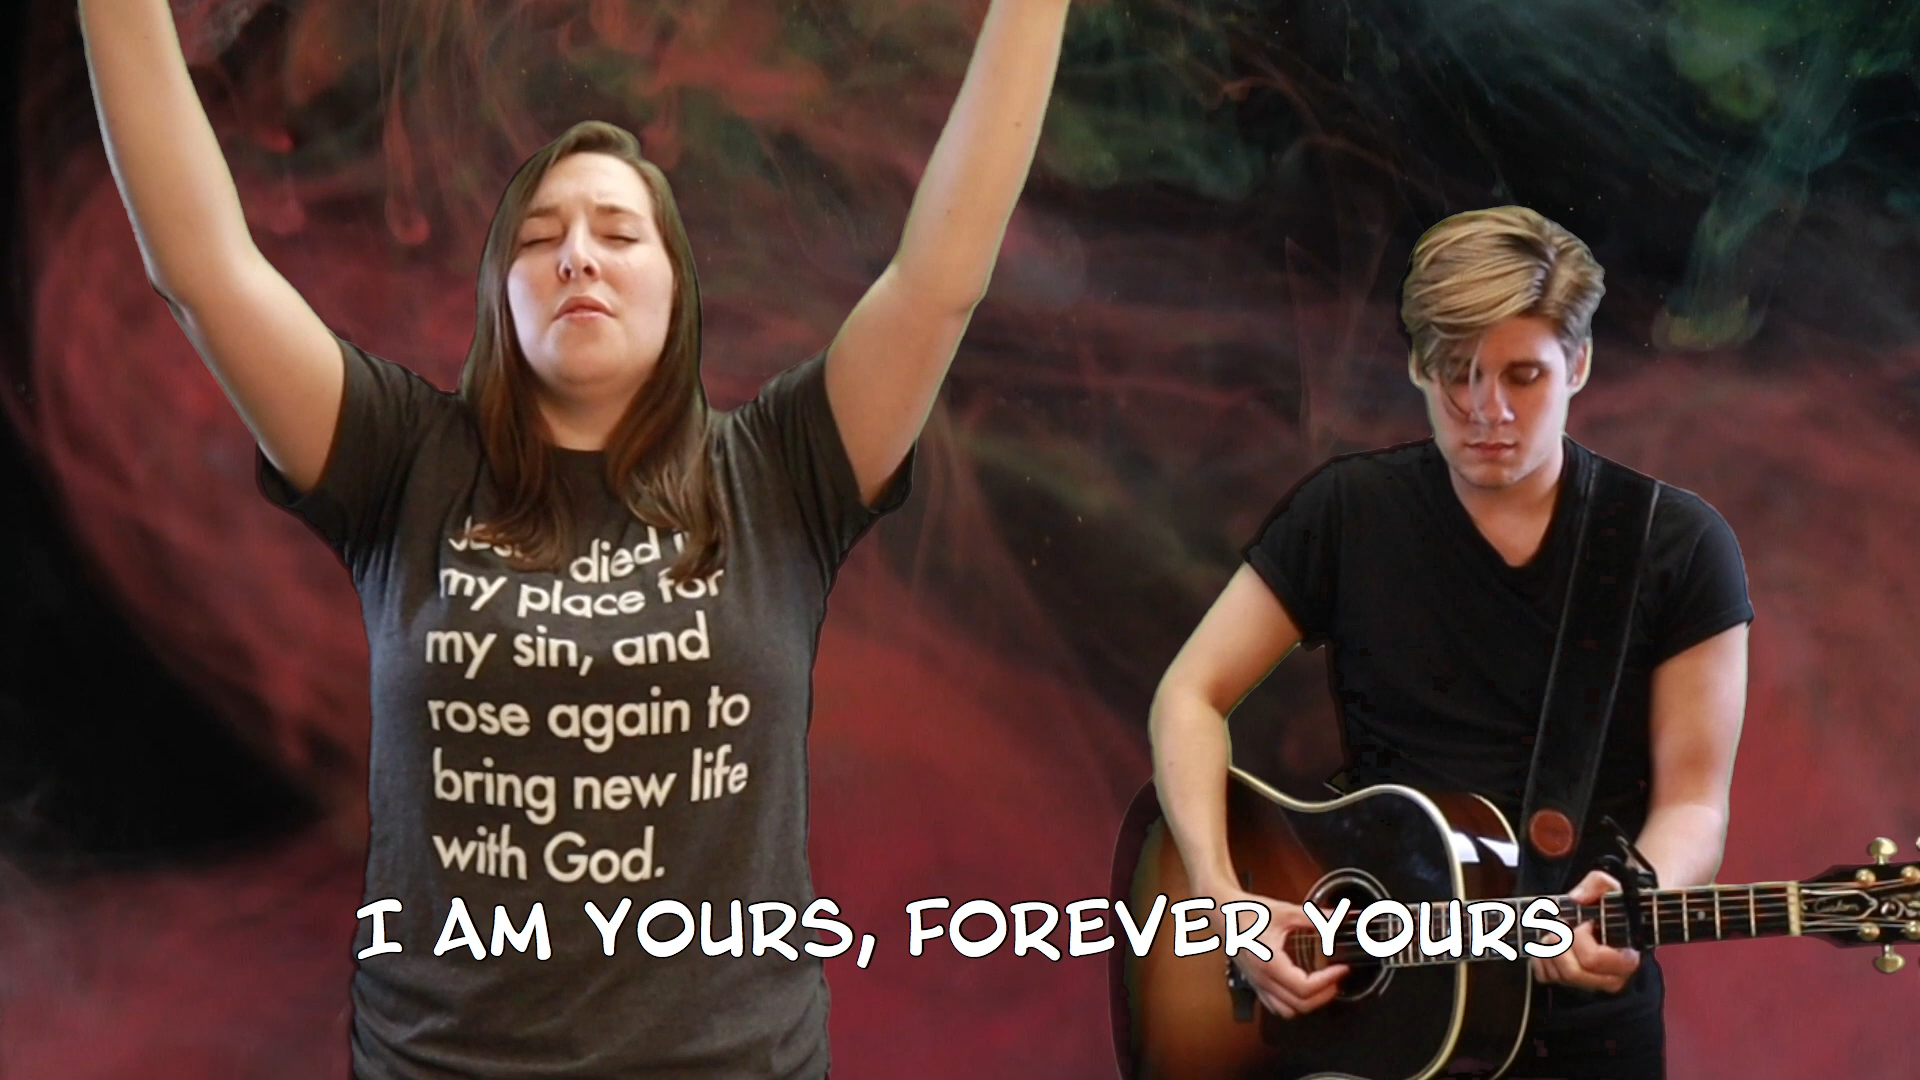 died
my place for
my sin, and
rose again to
bring new life
with God.
I AM YOURS, FOREVER YOURS
Custom